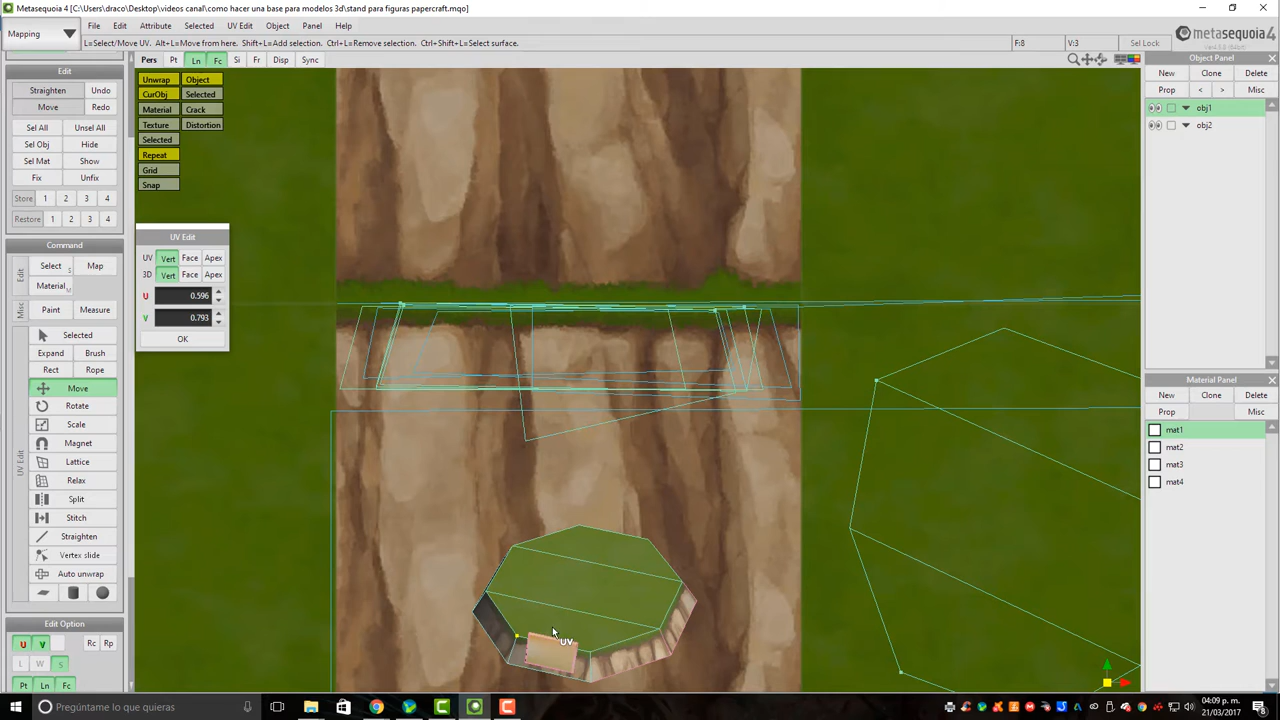 Metasequoia 4 [C:\Users\draco\Desktop\videos canal\como hacer una base para modelos 3d\stand para figuras papercraft.mqo]
Mapping
File Edit Attribute Selection UV Edit Object Panel Help
metasequoia 4
L=Select/Move UV. Alt+L=Move from here. Shift+L=Add selection. Ctrl+L=Remove selection. Ctrl+Shift+L=Select surface.
F:8 V:3 Sel Lock
Pers Pt Ln Fc Si Fr Disp Sync
Object Panel
Edit
Unwrap Object
New Clone Delete
Straighten Undo
CurObj Selected
Prop < > Misc
Move Redo
Material Crack
obj1
Sel All Unsel All
Texture Distortion
obj2
Sel Obj Hide
Selected
Sel Mat Show
Repeat
Fix Unfix
Grid
Store 1 2 3 4
Snap
Restore 1 2 3 4
UV Edit
Command
UV Vert Face Apex
Edit
Select S Map
3D Vert Face Apex
Material M
U 0.596
Misc
Paint Measure
V 0.793
Selected
OK
Expand Brush
Rect Rope
Move
Material Panel
Rotate
New Clone Delete
Scale
Prop Misc
Magnet
mat1
Lattice
mat2
UV Edit
Relax
mat3
Split
mat4
Stitch
Straighten
Vertex slide
Auto unwrap
Edit Option
UV
U V Rc Rp
L W S
Pt Ln Fc
Pregúntame lo que quieras
04:09 p. m.
21/03/2017